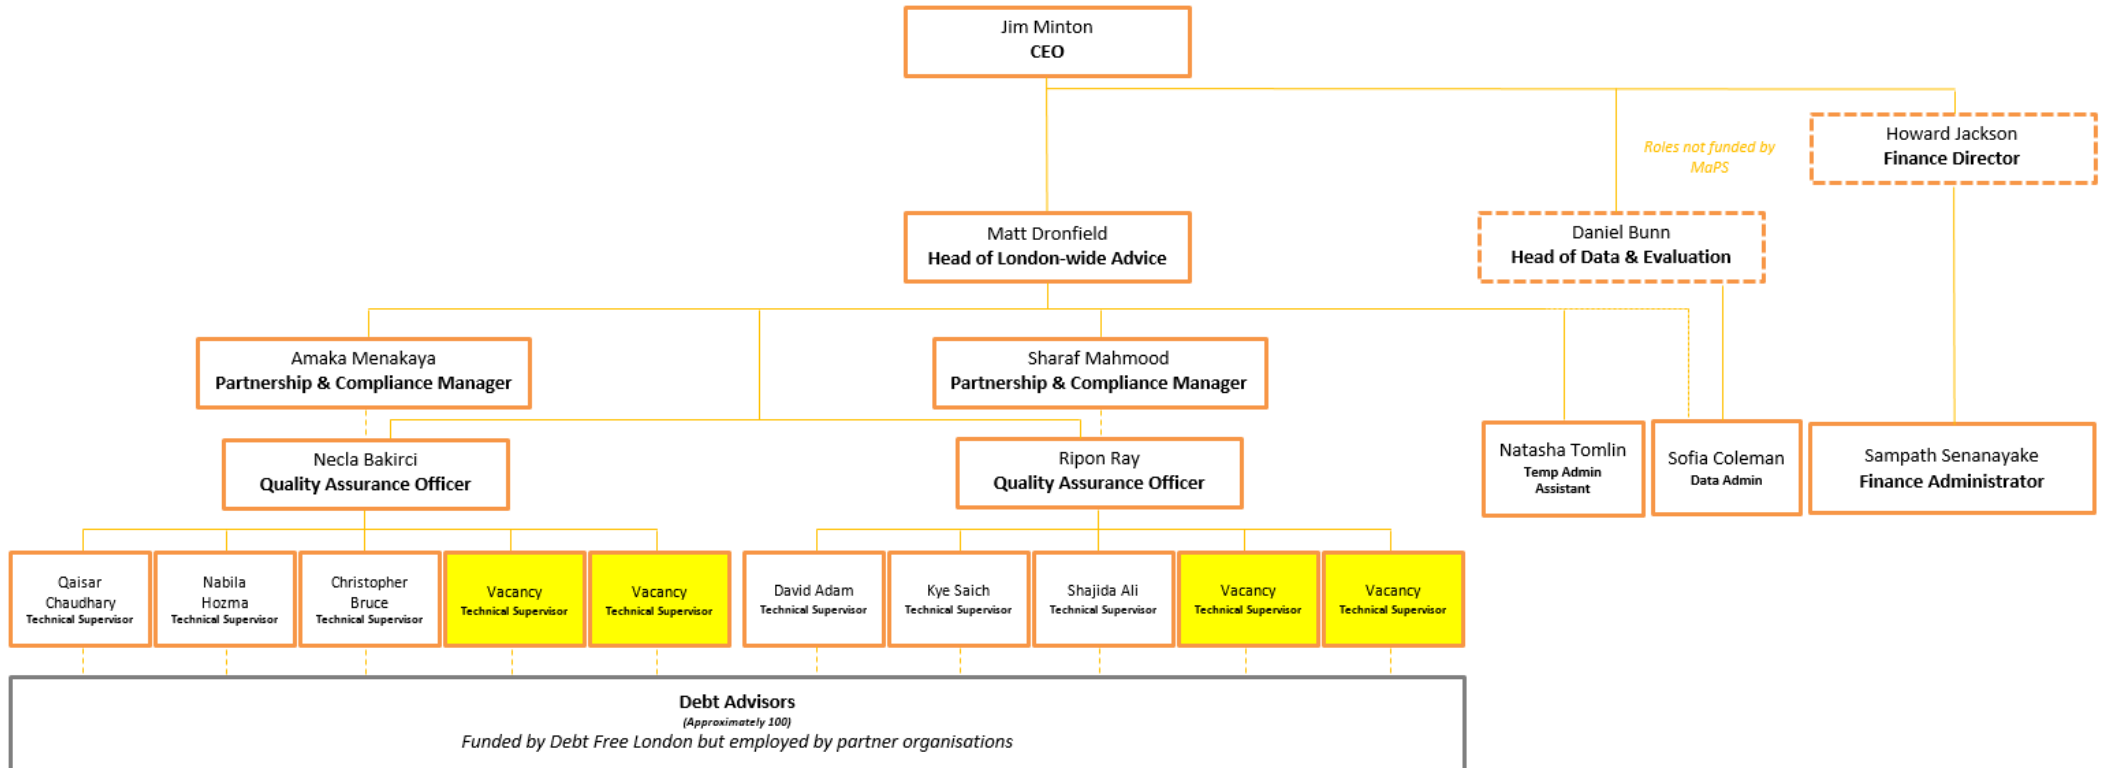 Jim Minton
CEO
Roles not funded by
MaPS
Howard Jackson
Finance Director
Matt Dronfield
Head of London-wide Advice
Daniel Bunn
Head of Data & Evaluation
Amaka Menakaya
Partnership & Compliance Manager
Sharaf Mahmood
Partnership & Compliance Manager
Necla Bakirci
Quality Assurance Officer
Ripon Ray
Quality Assurance Officer
Natasha Tomlin
Temp Admin
Assistant
Sofia Coleman
Data Admin
Sampath Senanayake
Finance Administrator
Qaisar
Chaudhary
Technical Supervisor
Nabila
Hozma
Technical Supervisor
Christopher
Bruce
Technical Supervisor
Vacancy
Technical Supervisor
Vacancy
Technical Supervisor
David Adam
Technical Supervisor
Kye Saich
Technical Supervisor
Shajida Ali
Technical Supervisor
Vacancy
Technical Supervisor
Vacancy
Technical Supervisor
Debt Advisors
(Approximately 100)
Funded by Debt Free London but employed by partner organisations